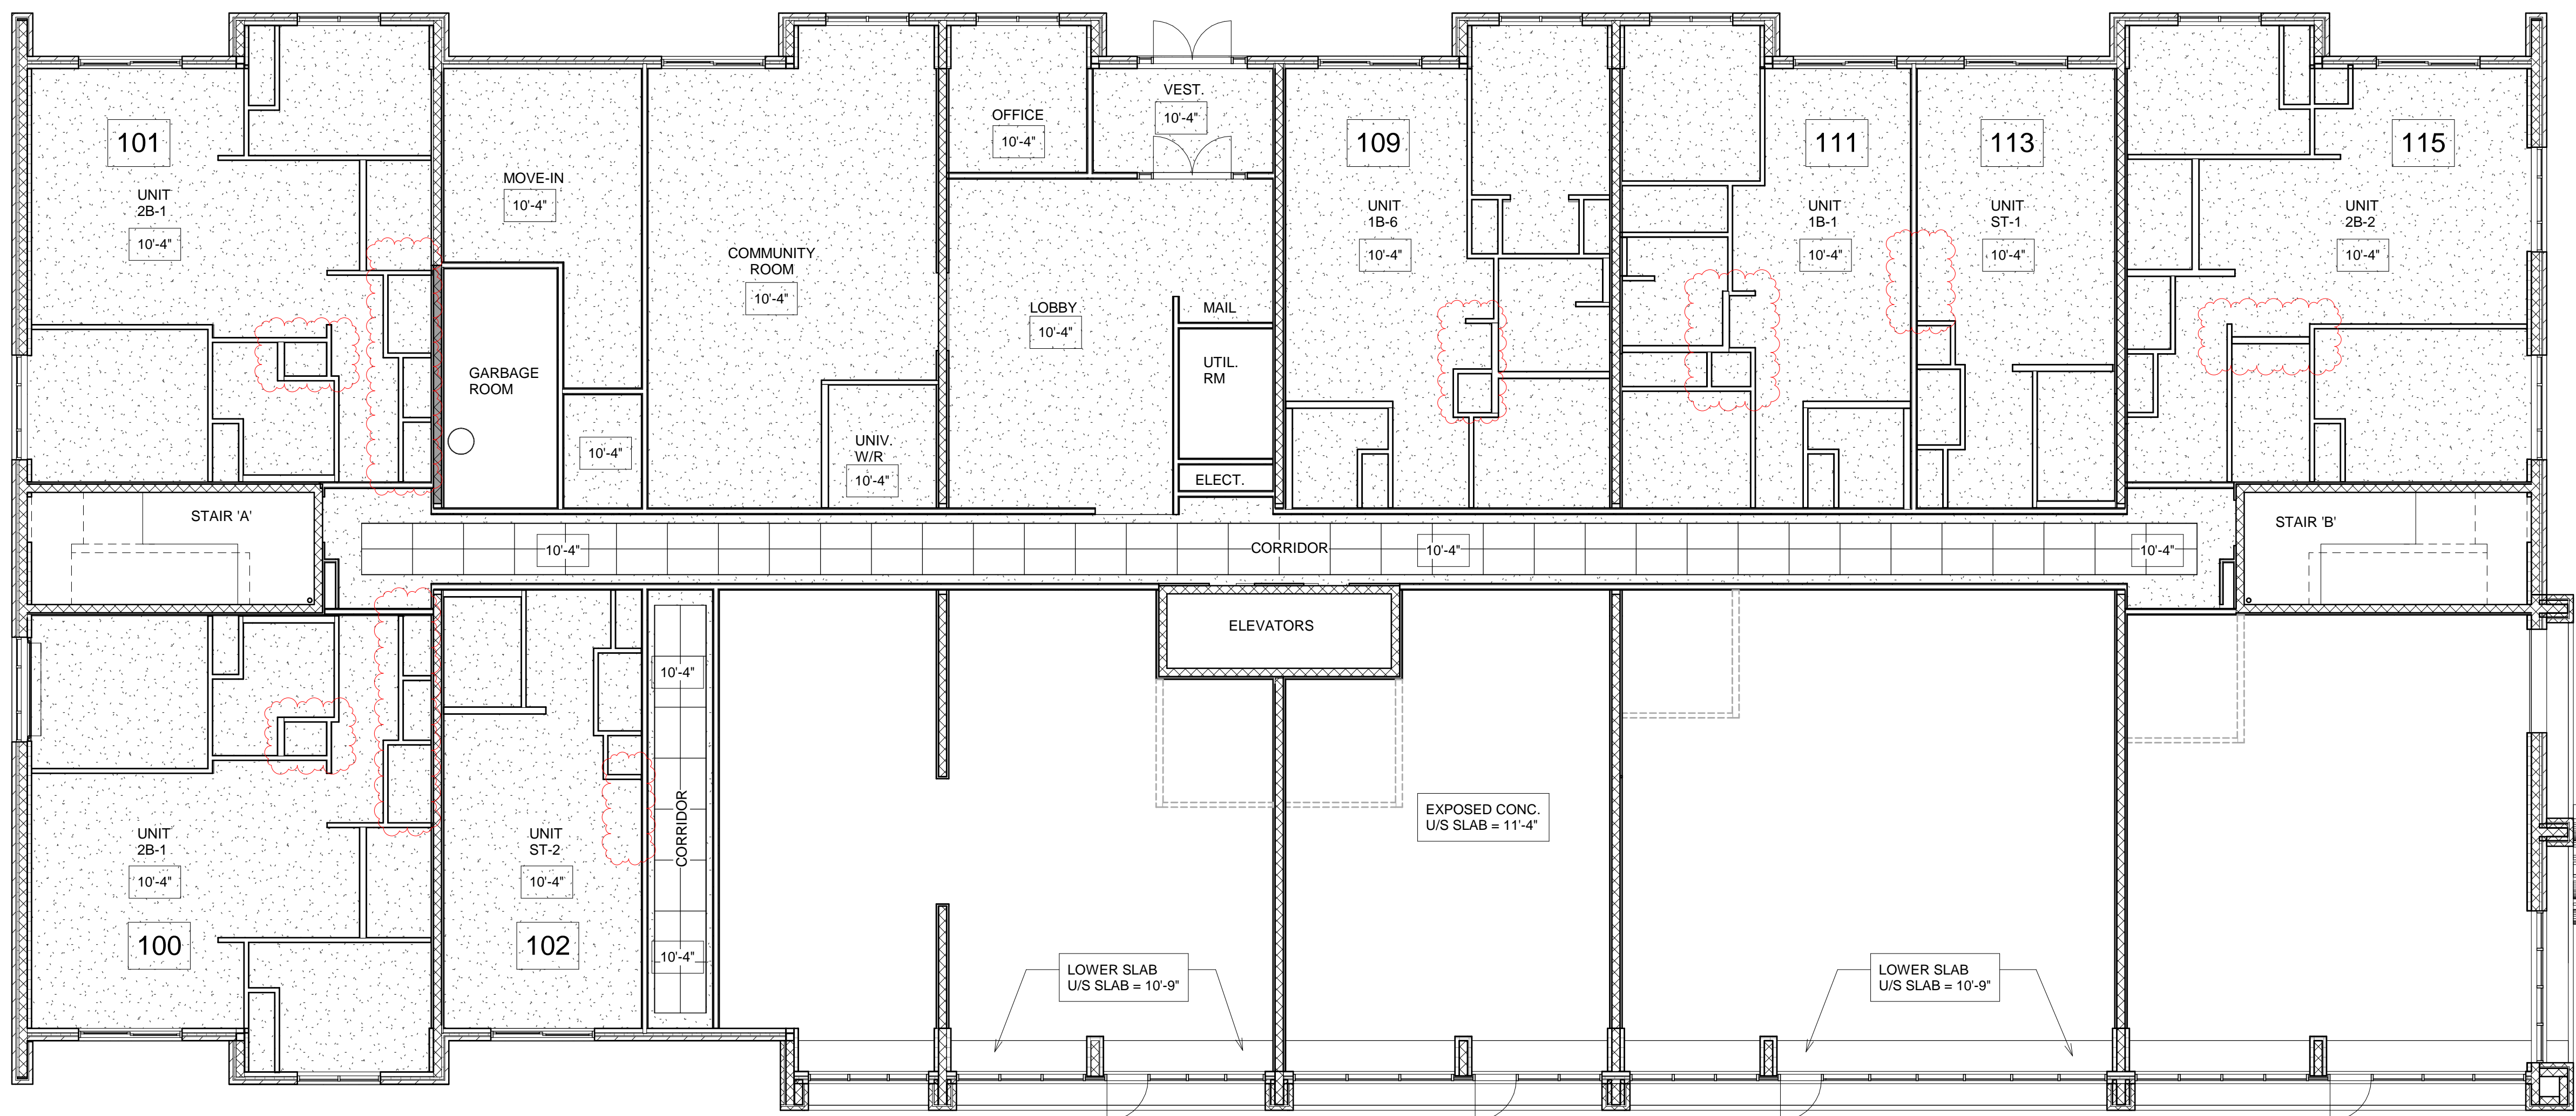 101
UNIT
2B-1
10'-4"
MOVE-IN
10'-4"
GARBAGE
ROOM
10'-4"
COMMUNITY
ROOM
10'-4"
UNIV.
W/R
10'-4"
OFFICE
10'-4"
VEST.
10'-4"
LOBBY
10'-4"
MAIL
UTIL.
RM
ELECT.
109
UNIT
1B-6
10'-4"
111
UNIT
1B-1
10'-4"
113
UNIT
ST-1
10'-4"
115
UNIT
2B-2
10'-4"
STAIR 'A'
10'-4"
CORRIDOR
10'-4"
10'-4"
STAIR 'B'
ELEVATORS
UNIT
2B-1
10'-4"
100
UNIT
ST-2
10'-4"
102
10'-4"
CORRIDOR
10'-4"
EXPOSED CONC.
U/S SLAB = 11'-4"
LOWER SLAB
U/S SLAB = 10'-9"
LOWER SLAB
U/S SLAB = 10'-9"